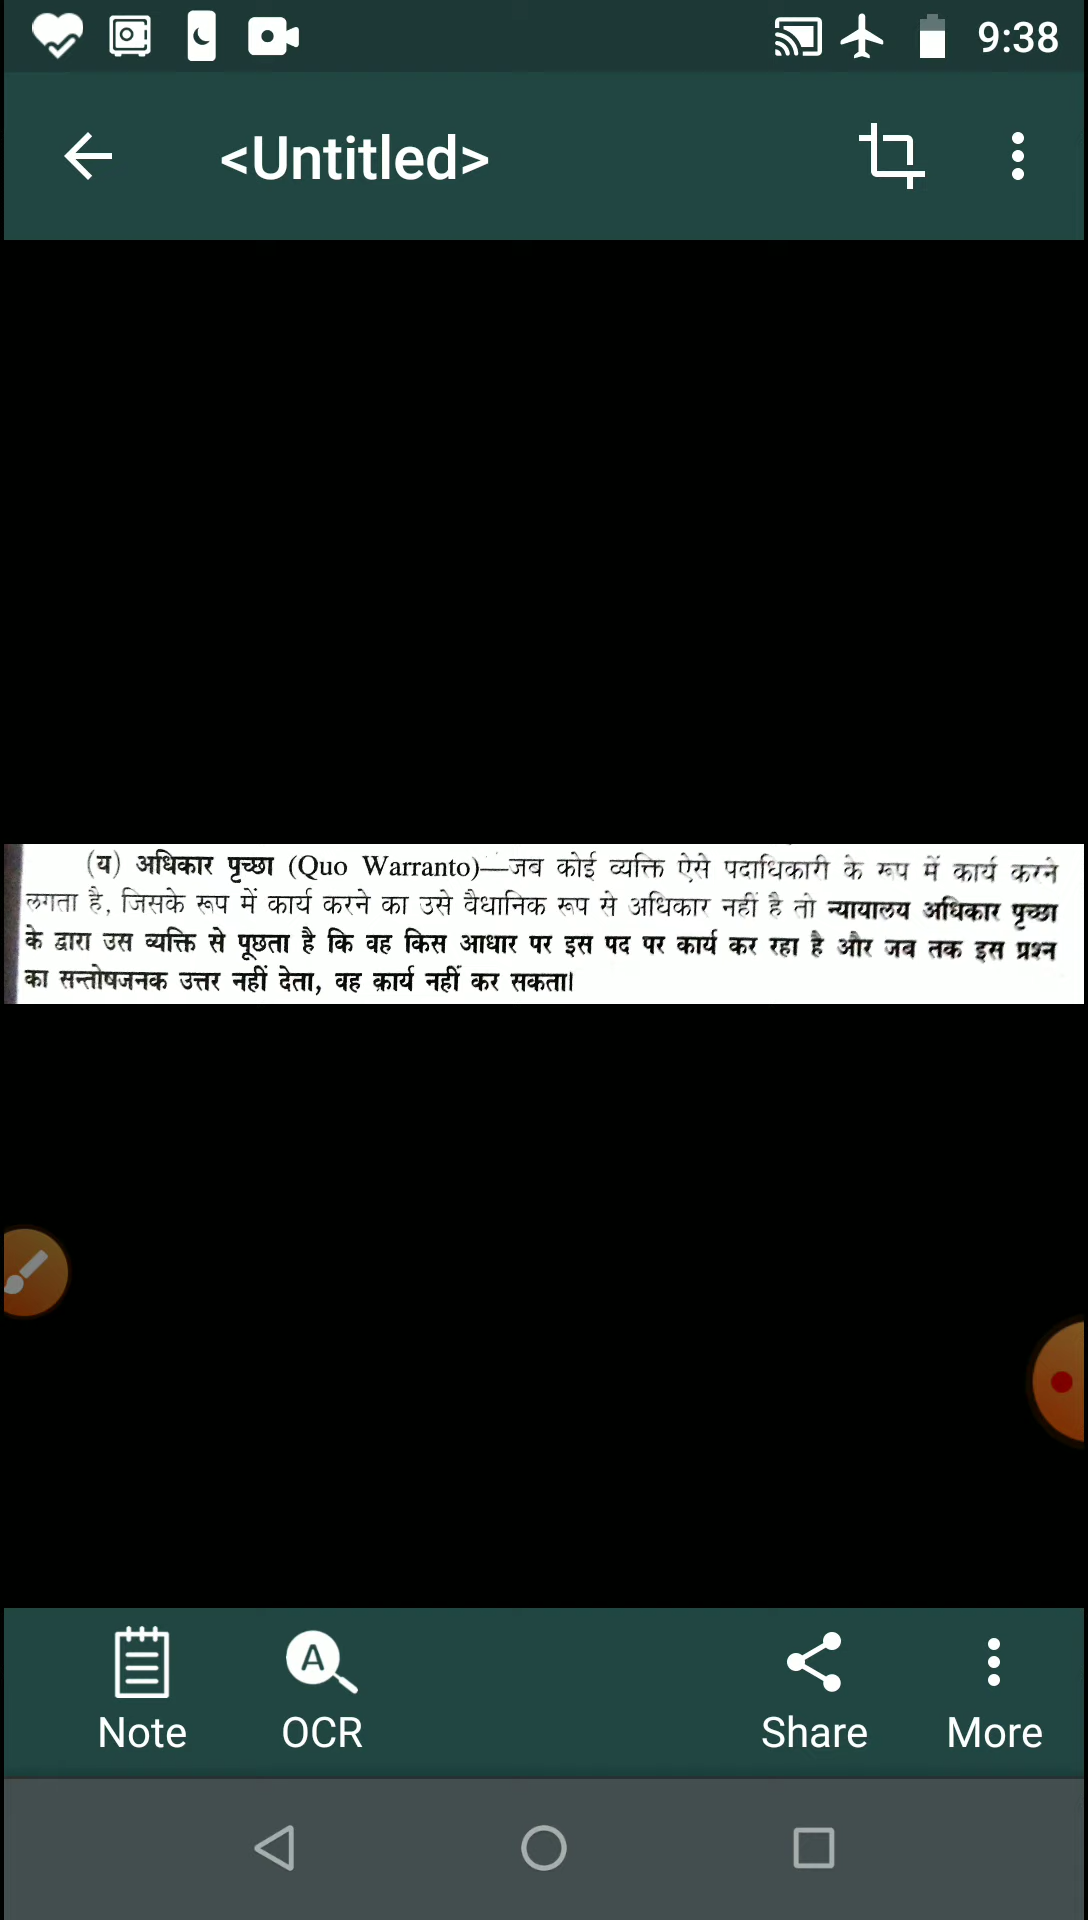 9:38
<Untitled>
(य) अधिकार पृच्छा (Quo Warranto)—जब कोई व्यक्ति ऐसे पदाधिकारी के रूप में कार्य करने
लगता है, जिसके रूप में कार्य करने का उसे वैधानिक रूप से अधिकार नहीं है तो न्यायालय अधिकार पृच्छा
के द्वारा उस व्यक्ति से पूछता है कि वह किस आधार पर इस पद पर कार्य कर रहा है और जब तक इस प्रश्न
का सन्तोषजनक उत्तर नहीं देता, वह कार्य नहीं कर सकता।
A
Note OCR Share More